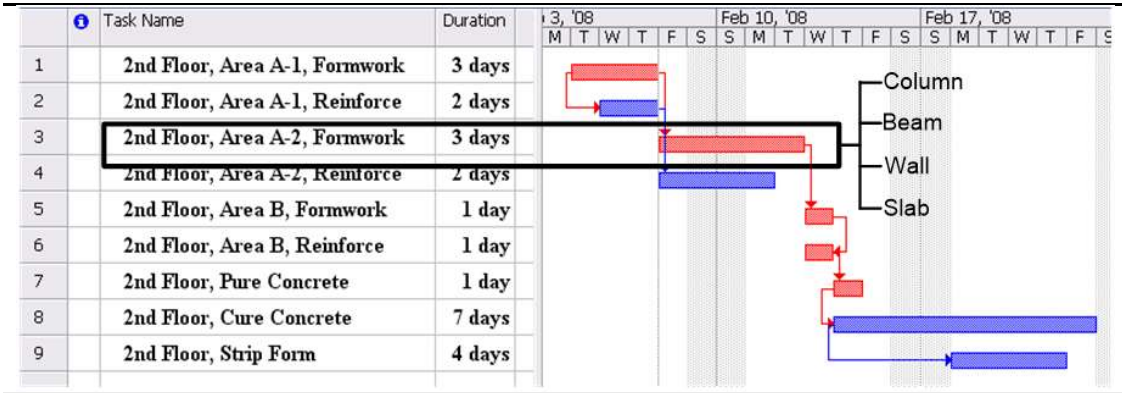 Task Name Duration 3, '08 Feb 10, '08 Feb 17, '08
M T W T F S S M T W T F S S M T W T F S
1 2nd Floor, Area A-1, Formwork 3 days
Column
2 2nd Floor, Area A-1, Reinforce 2 days
Beam
3 2nd Floor, Area A-2, Formwork 3 days
Wall
4 2nd Floor, Area A-2, Reinforce 2 days
Slab
5 2nd Floor, Area B, Formwork 1 day
6 2nd Floor, Area B, Reinforce 1 day
7 2nd Floor, Pure Concrete 1 day
8 2nd Floor, Cure Concrete 7 days
9 2nd Floor, Strip Form 4 days